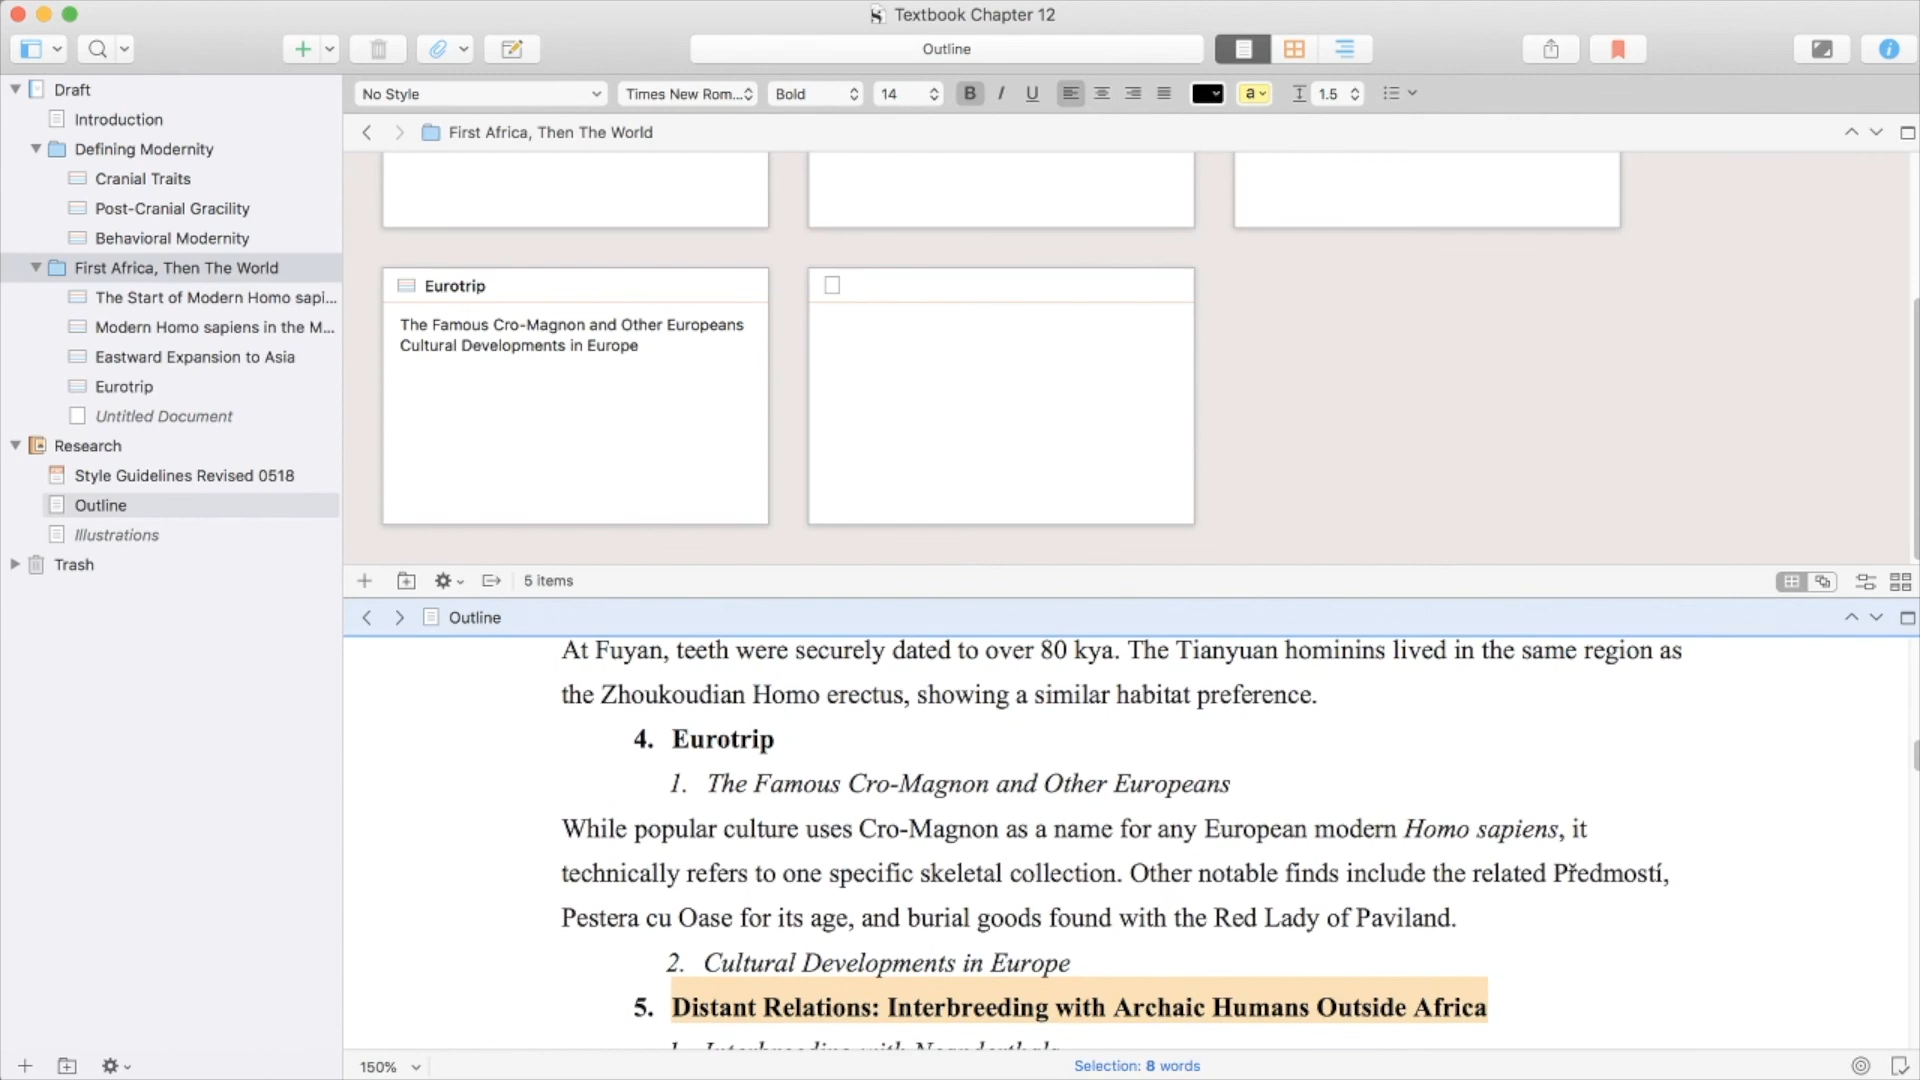 Textbook Chapter 12
Outline
No Style
Times New Rom...
Bold
14
B
I
U
a
1.5
Draft
Introduction
Defining Modernity
Cranial Traits
Post-Cranial Gracility
Behavioral Modernity
First Africa, Then The World
The Start of Modern Homo sapi...
Modern Homo sapiens in the M...
Eastward Expansion to Asia
Eurotrip
Untitled Document
Research
Style Guidelines Revised 0518
Outline
Illustrations
Trash
First Africa, Then The World
Eurotrip
The Famous Cro-Magnon and Other Europeans
Cultural Developments in Europe
5 items
Outline
At Fuyan, teeth were securely dated to over 80 kya. The Tianyuan hominins lived in the same region as
the Zhoukoudian Homo erectus, showing a similar habitat preference.
4. Eurotrip
1. The Famous Cro-Magnon and Other Europeans
While popular culture uses Cro-Magnon as a name for any European modern Homo sapiens, it
technically refers to one specific skeletal collection. Other notable finds include the related Předmostí,
Pestera cu Oase for its age, and burial goods found with the Red Lady of Paviland.
2. Cultural Developments in Europe
5. Distant Relations: Interbreeding with Archaic Humans Outside Africa
1. Interbreeding with Neanderthals
150%
Selection: 8 words